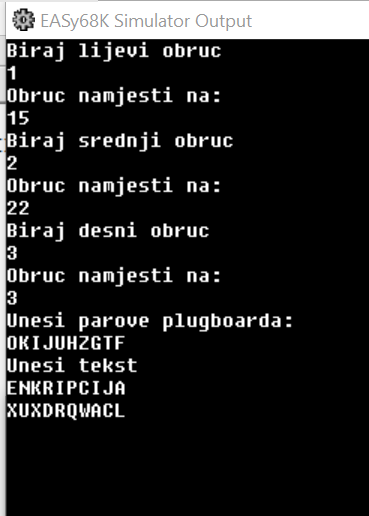 EASy68K Simulator Output
Biraj lijevi obruc
1
Obruc namjesti na:
15
Biraj srednji obruc
2
Obruc namjesti na:
22
Biraj desni obruc
3
Obruc namjesti na:
3
Unesi parove plugboarda:
OKIJUHZGTF
Unesi tekst
ENKRIPCIJA
XUXDRQWACL